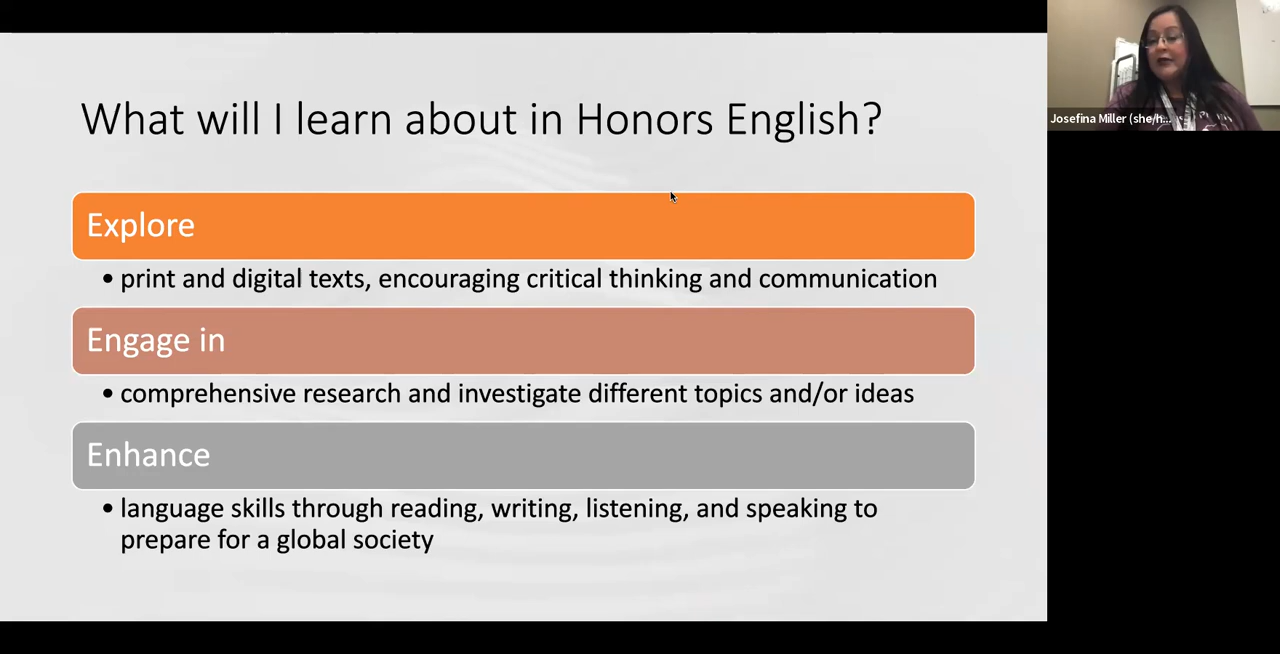 What will I learn about in Honors English?
Explore
• print and digital texts, encouraging critical thinking and communication
Engage in
• comprehensive research and investigate different topics and/or ideas
Enhance
• language skills through reading, writing, listening, and speaking to
prepare for a global society
Josefina Miller (she/h...